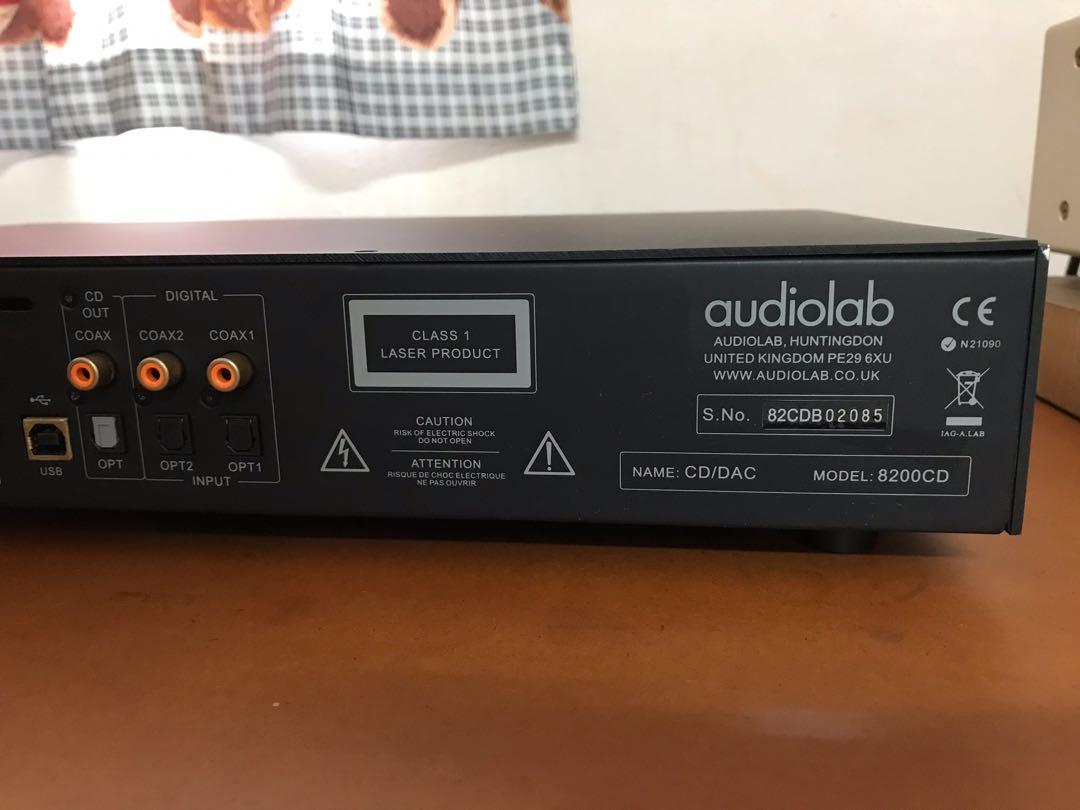 CD
OUT
DIGITAL
COAX
COAX2
COAX1
USB
OPT
OPT2
OPT1
INPUT
CLASS 1
LASER PRODUCT
CAUTION
RISK OF ELECTRIC SHOCK
DO NOT OPEN
ATTENTION
RISQUE DE CHOC ELECTRIQUE
NE PAS OUVRIR
audiolab
AUDIOLAB, HUNTINGDON
UNITED KINGDOM PE29 6XU
WWW.AUDIOLAB.CO.UK
S.No. 82CDB02085
NAME: CD/DAC MODEL: 8200CD
CE
N21090
IAG-A.LAB